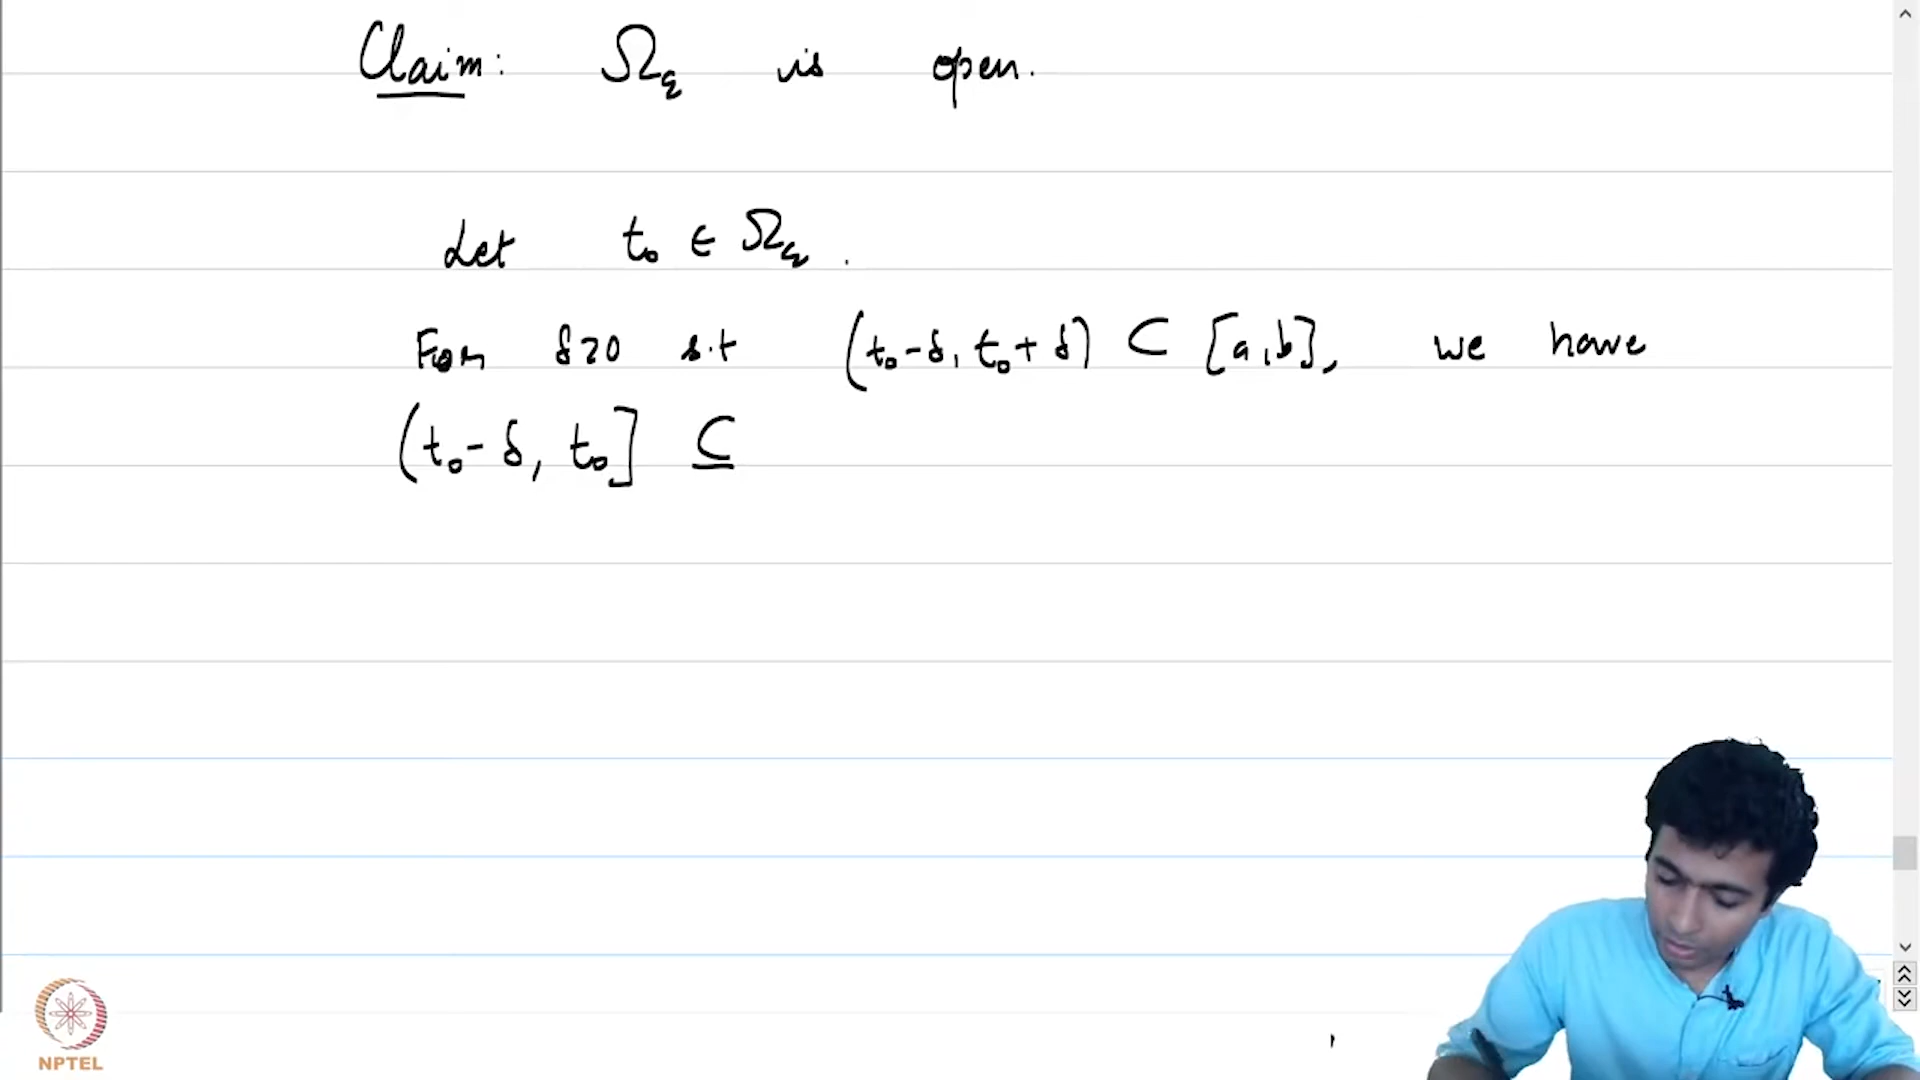 Claim: Ω_ε is open.
Let t₀ ∈ Ω_ε.
For δ>0 s.t (t₀-δ, t₀+δ) ⊂ [a,b], we have
(t₀-δ, t₀] ⊆
NPTEL